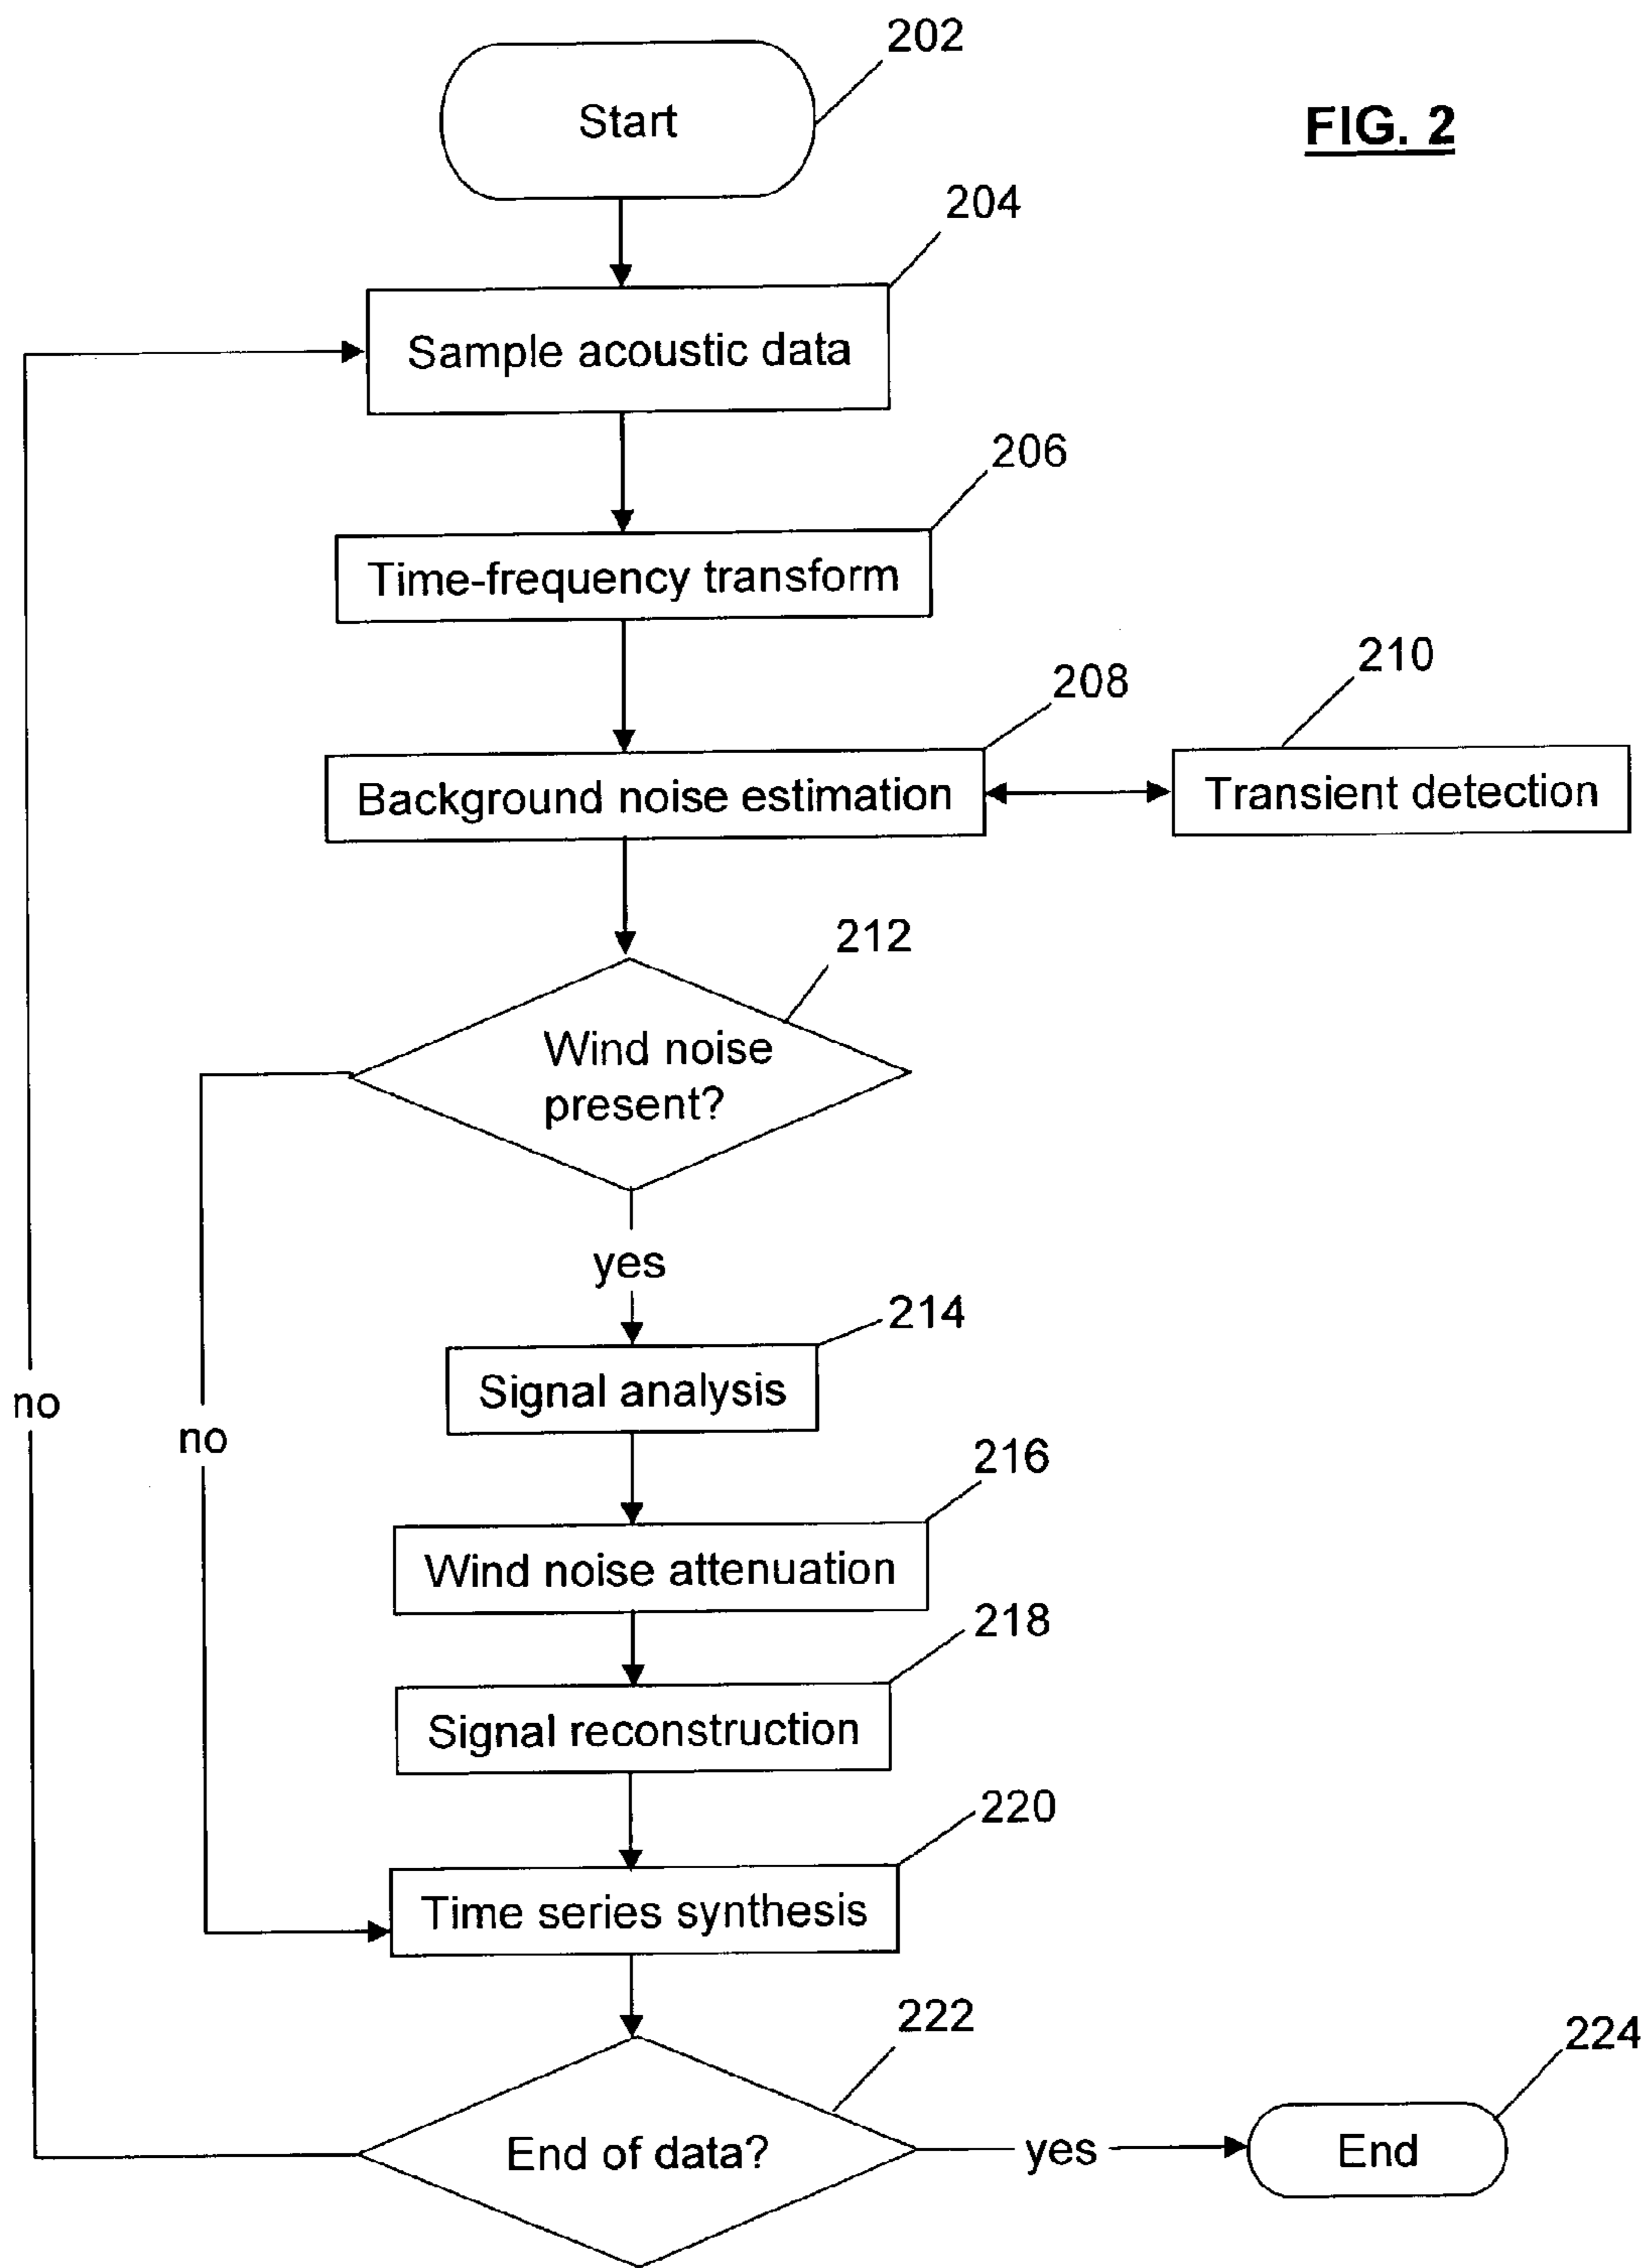 202
Start
FIG. 2
204
Sample acoustic data
206
Time-frequency transform
208
210
Background noise estimation
Transient detection
212
Wind noise
present?
yes
214
Signal analysis
no
no
216
Wind noise attenuation
218
Signal reconstruction
220
Time series synthesis
222
224
End of data?
yes
End